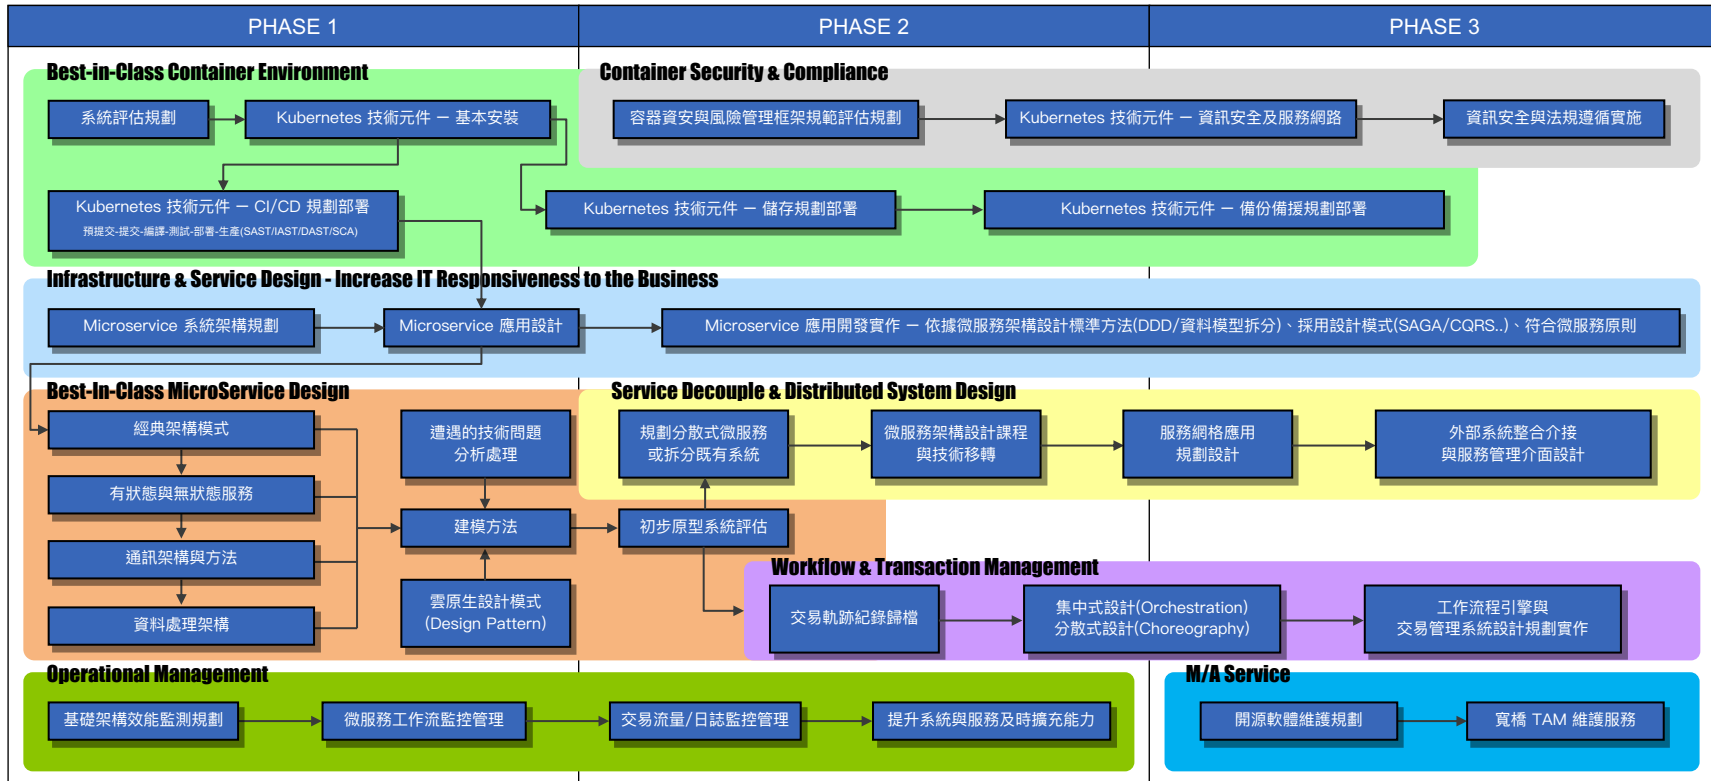 PHASE 1
PHASE 2
PHASE 3
Best-in-Class Container Environment
Container Security & Compliance
系統評估規劃
Kubernetes 技術元件 － 基本安裝
容器資安與風險管理框架規範評估規劃
Kubernetes 技術元件 － 資訊安全及服務網路
資訊安全與法規遵循實施
Kubernetes 技術元件 － CI/CD 規劃部署
預提交-提交-編譯-測試-部署-生產(SAST/IAST/DAST/SCA)
Kubernetes 技術元件 － 儲存規劃部署
Kubernetes 技術元件 － 備份備援規劃部署
Infrastructure & Service Design - Increase IT Responsiveness to the Business
Microservice 系統架構規劃
Microservice 應用設計
Microservice 應用開發實作 － 依據微服務架構設計標準方法(DDD/資料模型拆分)、採用設計模式(SAGA/CQRS..)、符合微服務原則
Best-In-Class MicroService Design
Service Decouple & Distributed System Design
經典架構模式
遭遇的技術問題
分析處理
規劃分散式微服務
或拆分既有系統
微服務架構設計課程
與技術移轉
服務網格應用
規劃設計
外部系統整合介接
與服務管理介面設計
有狀態與無狀態服務
建模方法
初步原型系統評估
通訊架構與方法
Workflow & Transaction Management
資料處理架構
雲原生設計模式
(Design Pattern)
交易軌跡紀錄歸檔
集中式設計(Orchestration)
分散式設計(Choreography)
工作流程引擎與
交易管理系統設計規劃實作
Operational Management
M/A Service
基礎架構效能監測規劃
微服務工作流監控管理
交易流量/日誌監控管理
提升系統與服務及時擴充能力
開源軟體維護規劃
寬橋 TAM 維護服務